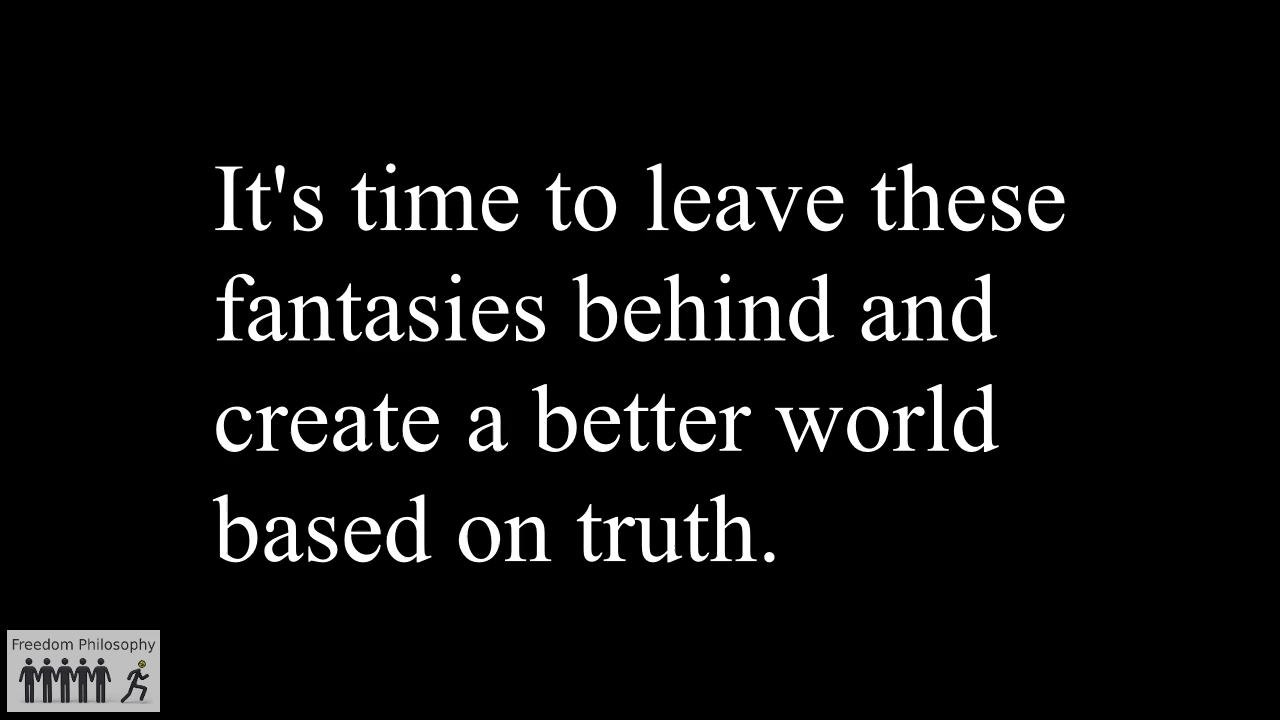 It's time to leave these
fantasies behind and
create a better world
based on truth.
Freedom Philosophy